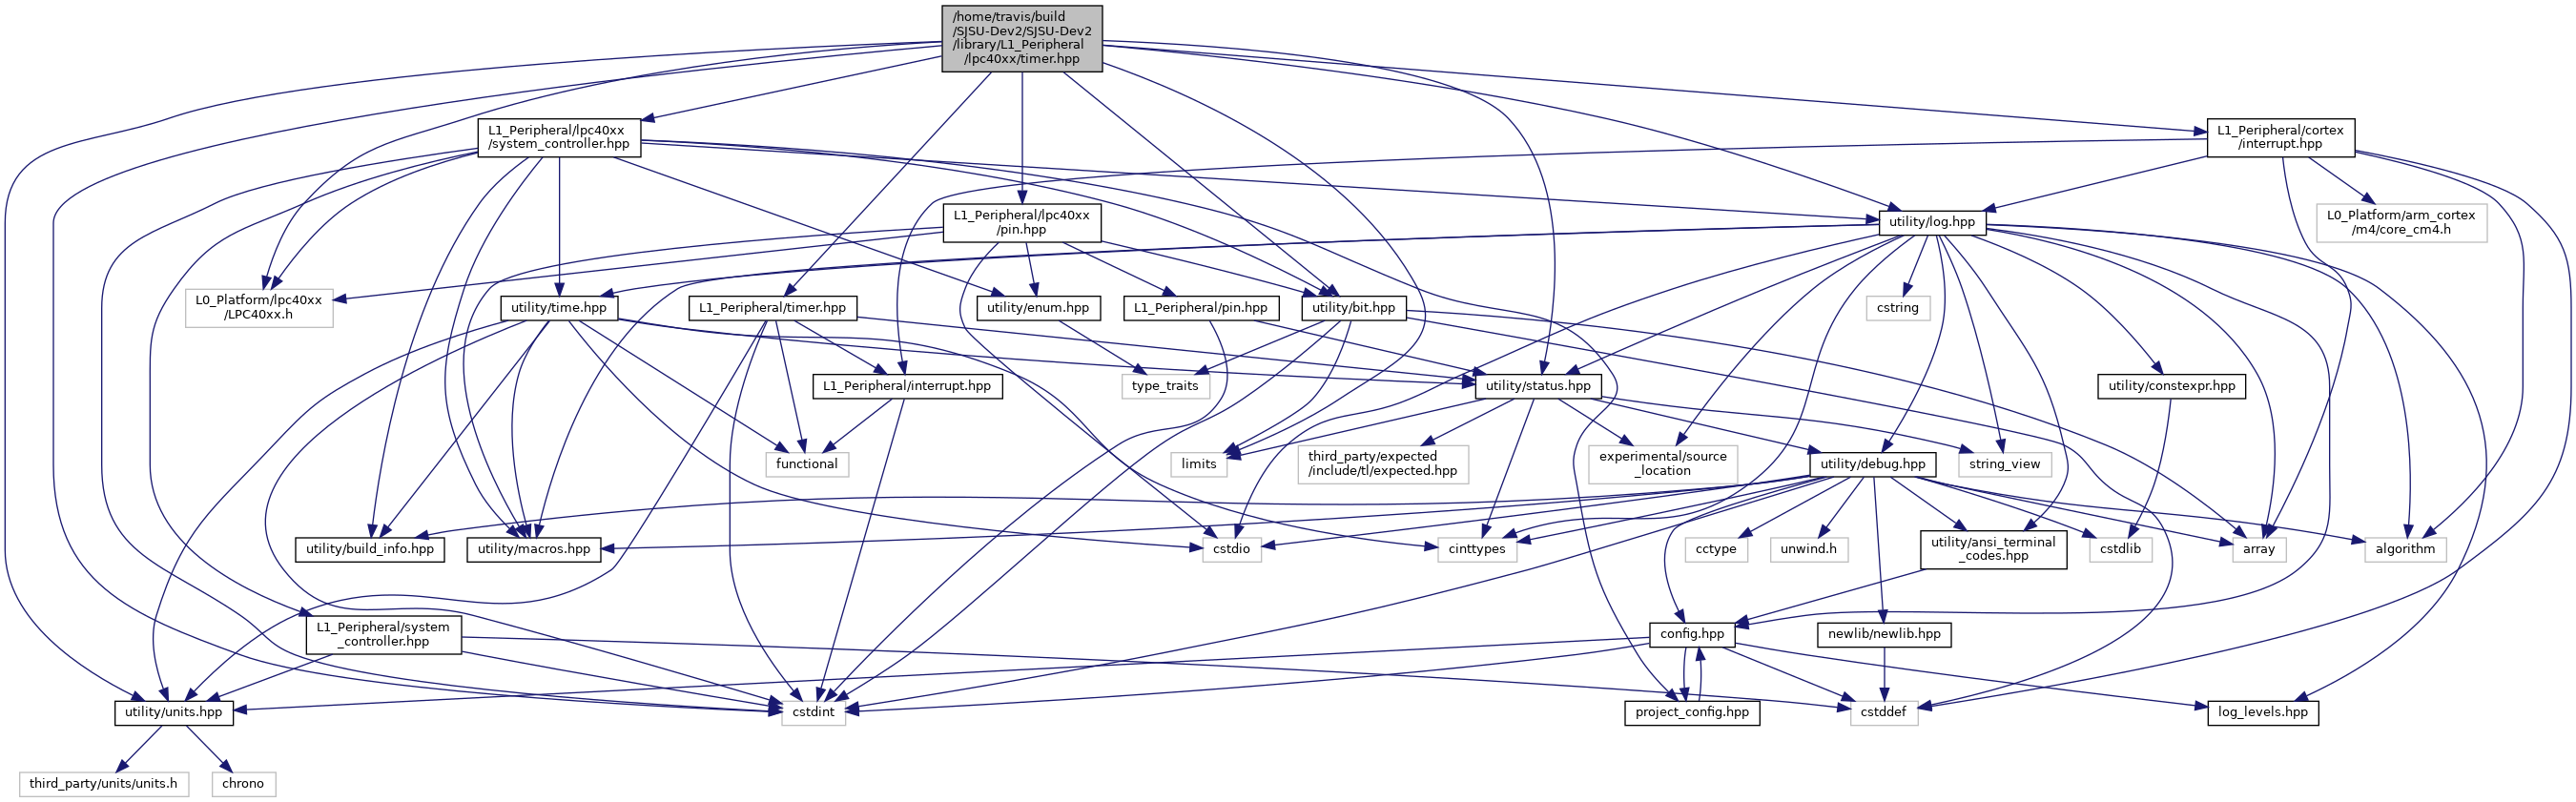 /home/travis/build
/SJSU-Dev2/SJSU-Dev2
/library/L1_Peripheral
/lpc40xx/timer.hpp
L1_Peripheral/lpc40xx
/system_controller.hpp
L1_Peripheral/cortex
/interrupt.hpp
L1_Peripheral/lpc40xx
/pin.hpp
utility/log.hpp
L0_Platform/arm_cortex
/m4/core_cm4.h
L0_Platform/lpc40xx
/LPC40xx.h
utility/time.hpp
L1_Peripheral/timer.hpp
utility/enum.hpp
L1_Peripheral/pin.hpp
utility/bit.hpp
cstring
L1_Peripheral/interrupt.hpp
type_traits
utility/status.hpp
utility/constexpr.hpp
functional
limits
third_party/expected
/include/tl/expected.hpp
experimental/source
_location
utility/debug.hpp
string_view
utility/build_info.hpp
utility/macros.hpp
cstdio
cinttypes
cctype
unwind.h
utility/ansi_terminal
_codes.hpp
cstdlib
array
algorithm
L1_Peripheral/system
_controller.hpp
config.hpp
newlib/newlib.hpp
utility/units.hpp
cstdint
project_config.hpp
cstddef
log_levels.hpp
third_party/units/units.h
chrono